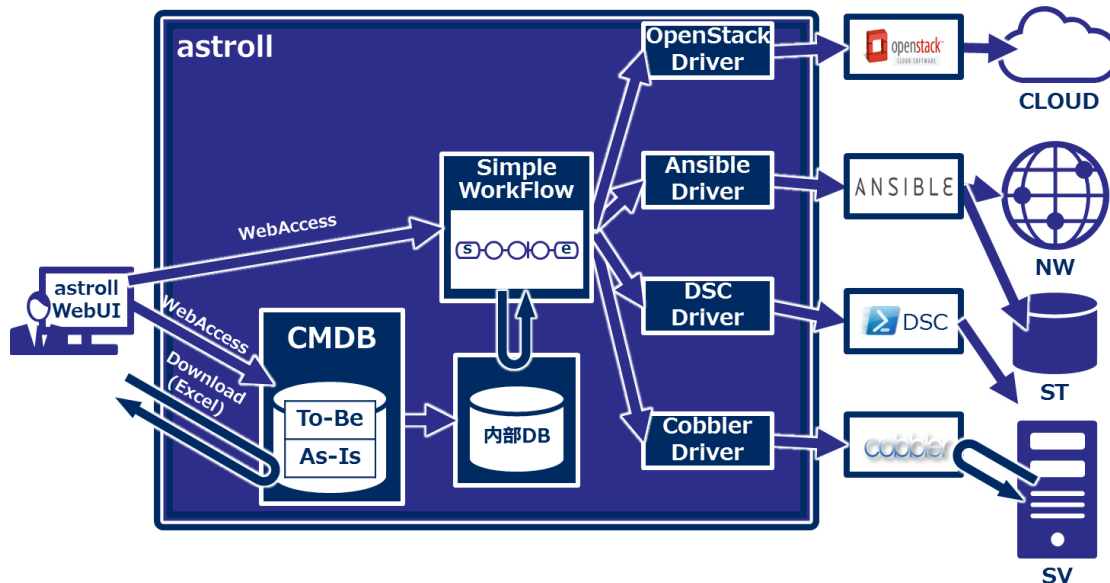 astroll
OpenStack
Driver
openstack™
CLOUD SOFTWARE
CLOUD
Simple
WorkFlow
s
e
Ansible
Driver
ANSIBLE
NW
WebAccess
astroll
WebUI
WebAccess
Download
(Excel)
CMDB
To-Be
As-Is
内部DB
DSC
Driver
DSC
ST
Cobbler
Driver
cobbler
SV